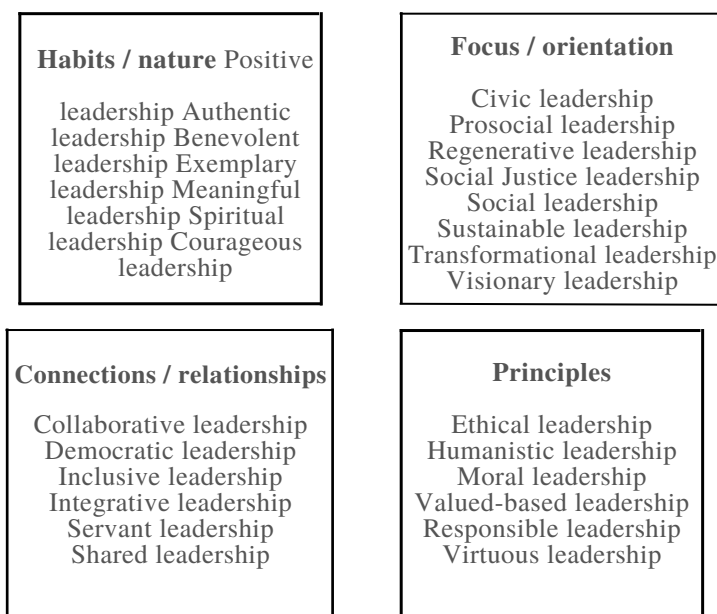 Habits / nature Positive
leadership Authentic
leadership Benevolent
leadership Exemplary
leadership Meaningful
leadership Spiritual
leadership Courageous
leadership
Focus / orientation
Civic leadership
Prosocial leadership
Regenerative leadership
Social Justice leadership
Social leadership
Sustainable leadership
Transformational leadership
Visionary leadership
Connections / relationships
Collaborative leadership
Democratic leadership
Inclusive leadership
Integrative leadership
Servant leadership
Shared leadership
Principles
Ethical leadership
Humanistic leadership
Moral leadership
Valued-based leadership
Responsible leadership
Virtuous leadership